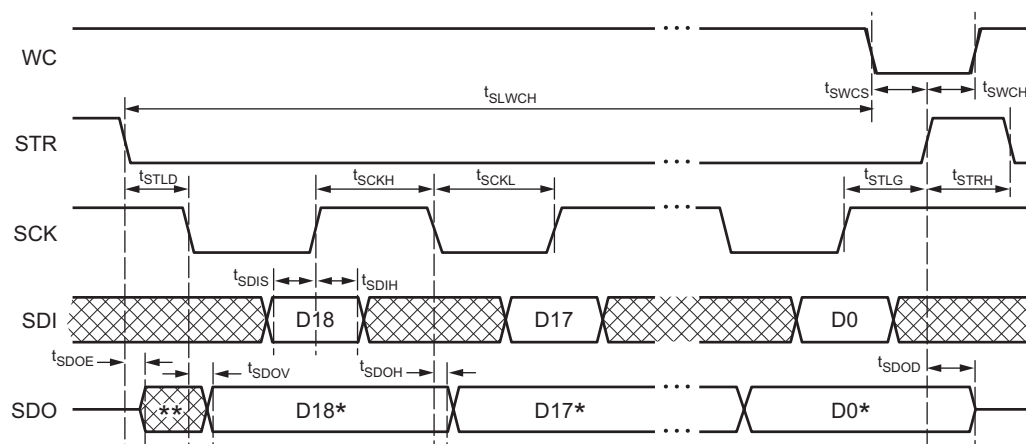 WC
• • •
tSLWCH
tSWCS
tSWCH
STR
• • •
tSTLD
tSCKH
tSCKL
tSTLG
tSTRH
SCK
• • •
tSDIS
tSDIH
SDI
D18
D17
D0
tSDOE
tSDOV
tSDOH
tSDOD
SDO
**
D18*
D17*
D0*